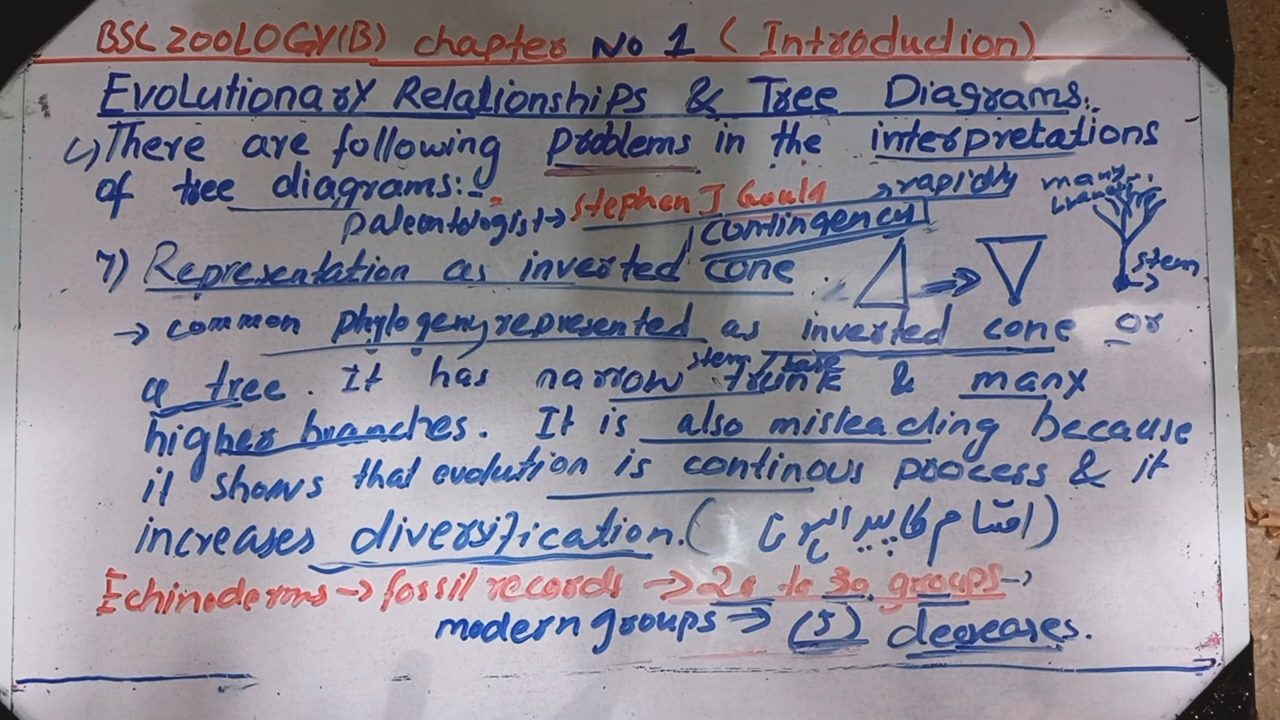 BSC ZOOLOGY(B) chapter No 1 ( Introduction)
Evolutionary Relationships & Tree Diagrams:.
There are following problems in the interpretations
of tree diagrams:-
paleontologist→ Stephen J Gould → rapidly
contingency
many
branches
stem
7) Representation as inverted cone
→ common phylogeny represented as inverted cone or
a tree. It has narrow trunk & many
stem / base
higher branches. It is also misleading because
it shows that evolution is continous process & it
increases diversification. (اقسام کا پیدا ہونا)
Echinoderms → fossil records → 20 to 30 groups →
modern groups → (5) decreases.